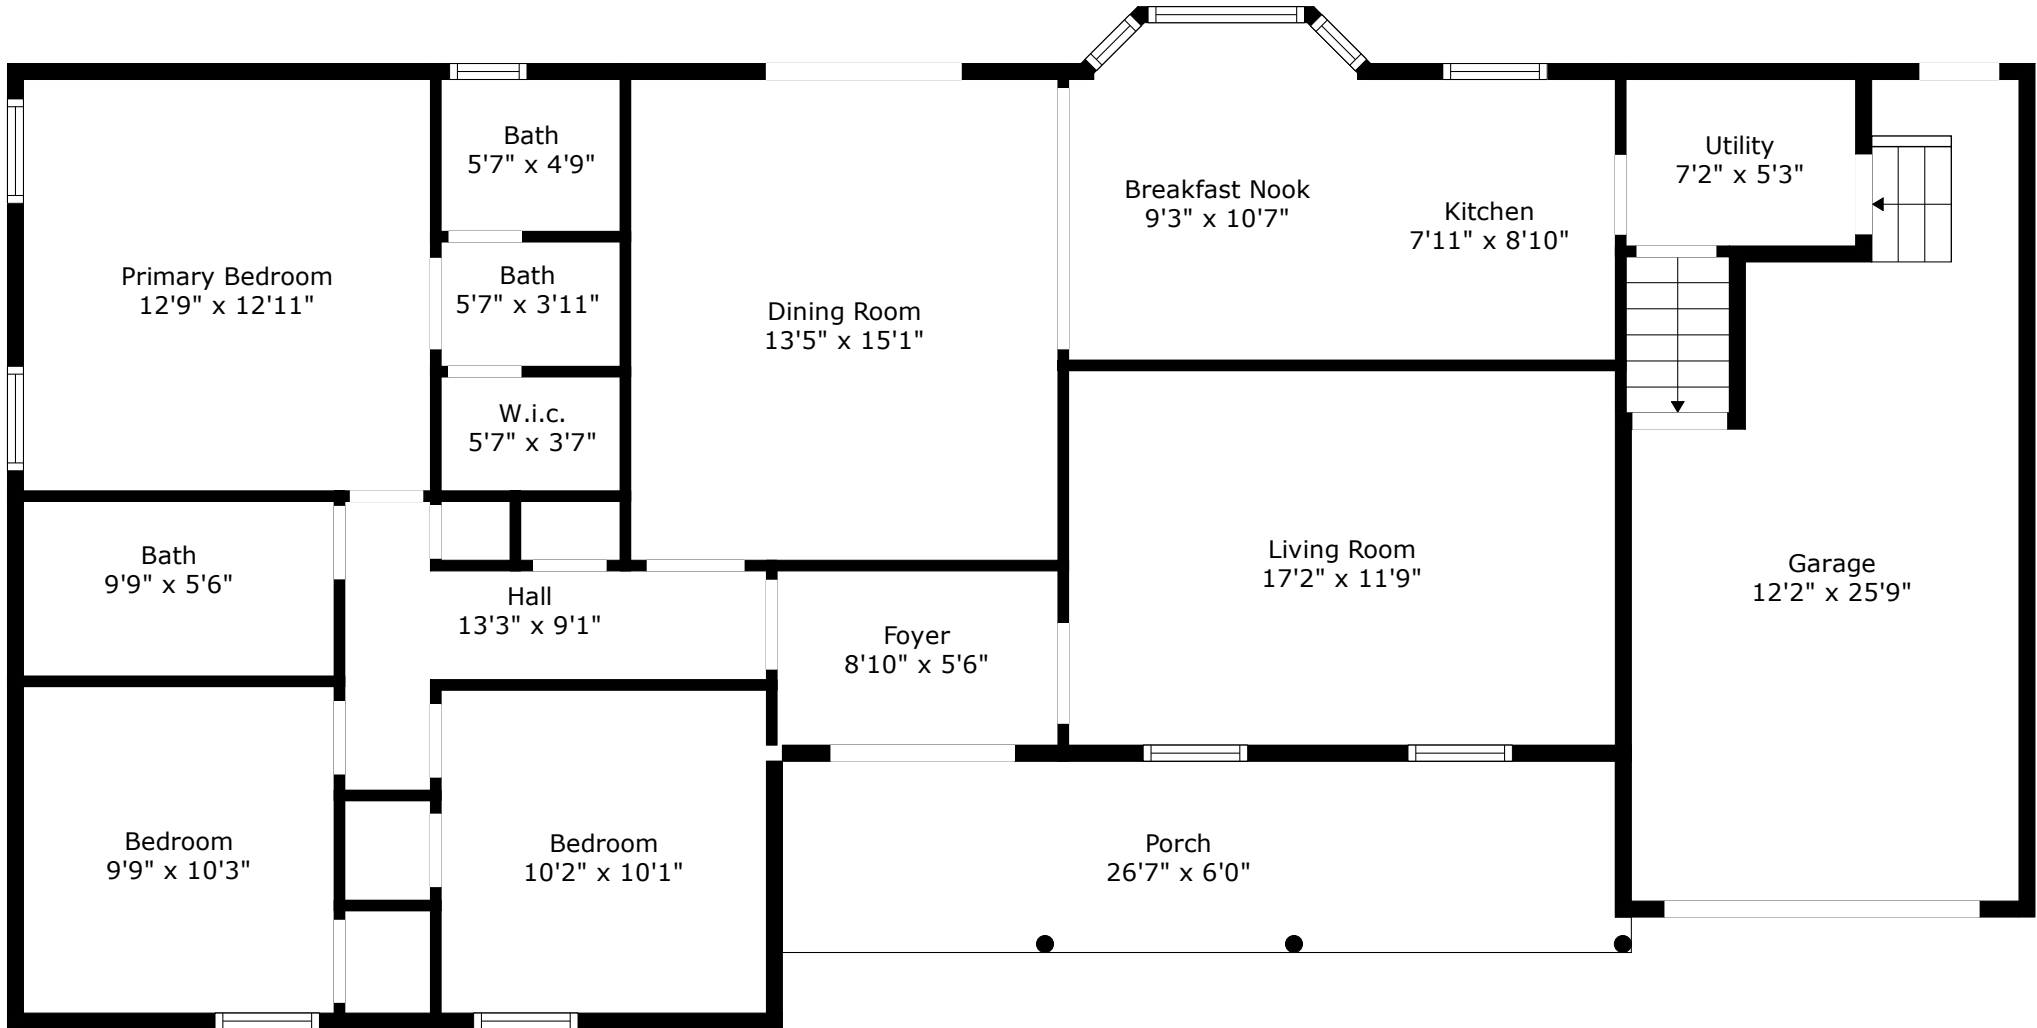 Bath
5'7" x 4'9"
Utility
7'2" x 5'3"
Breakfast Nook
9'3" x 10'7"
Kitchen
7'11" x 8'10"
Primary Bedroom
12'9" x 12'11"
Bath
5'7" x 3'11"
Dining Room
13'5" x 15'1"
W.i.c.
5'7" x 3'7"
Bath
9'9" x 5'6"
Hall
13'3" x 9'1"
Living Room
17'2" x 11'9"
Garage
12'2" x 25'9"
Foyer
8'10" x 5'6"
Bedroom
9'9" x 10'3"
Bedroom
10'2" x 10'1"
Porch
26'7" x 6'0"